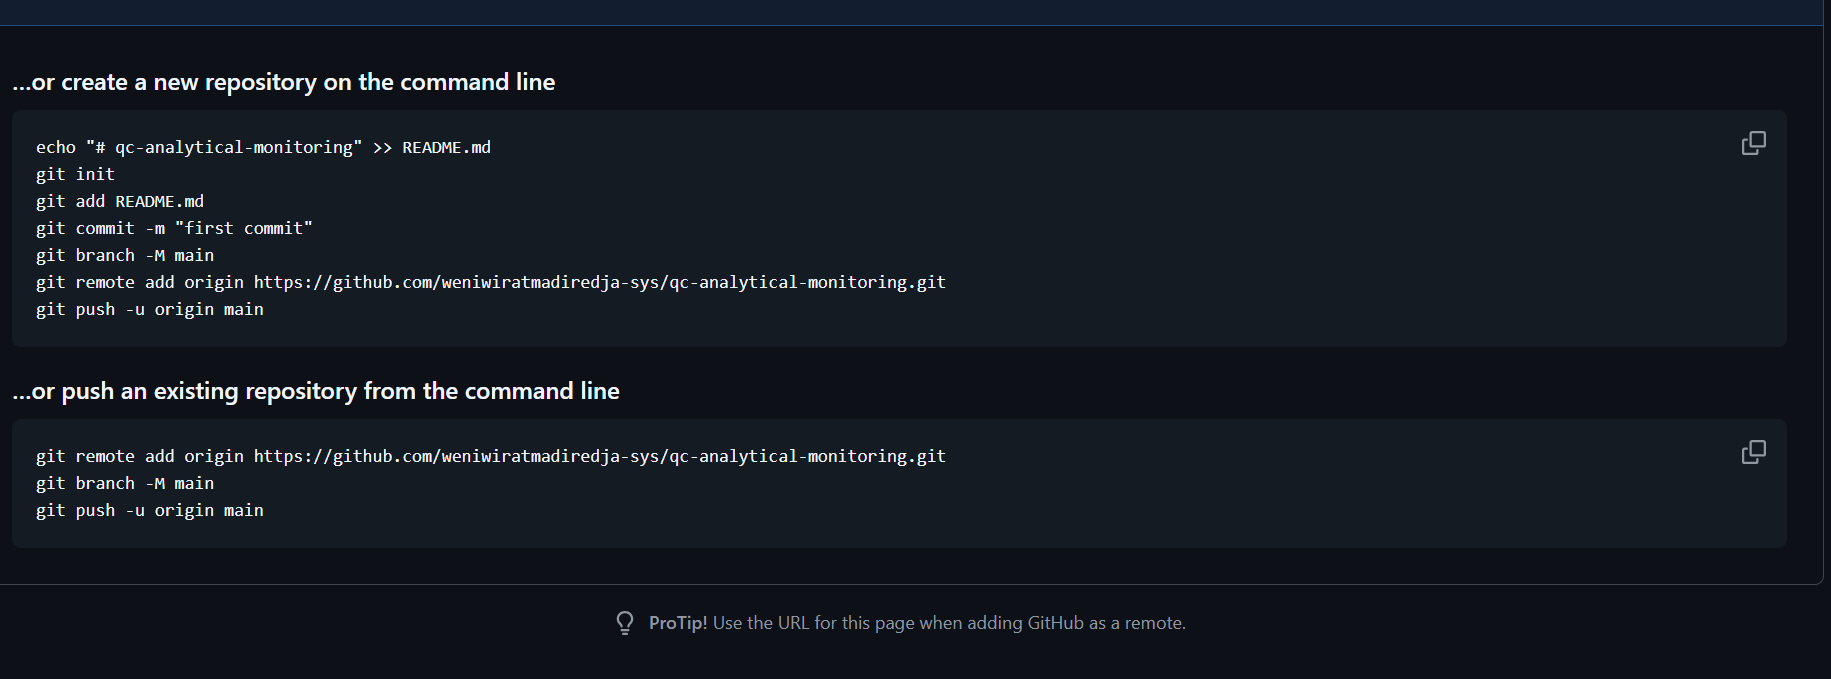 ...or create a new repository on the command line
echo "# qc-analytical-monitoring" >> README.md
git init
git add README.md
git commit -m "first commit"
git branch -M main
git remote add origin https://github.com/weniwiratmadiredja-sys/qc-analytical-monitoring.git
git push -u origin main
...or push an existing repository from the command line
git remote add origin https://github.com/weniwiratmadiredja-sys/qc-analytical-monitoring.git
git branch -M main
git push -u origin main
ProTip! Use the URL for this page when adding GitHub as a remote.